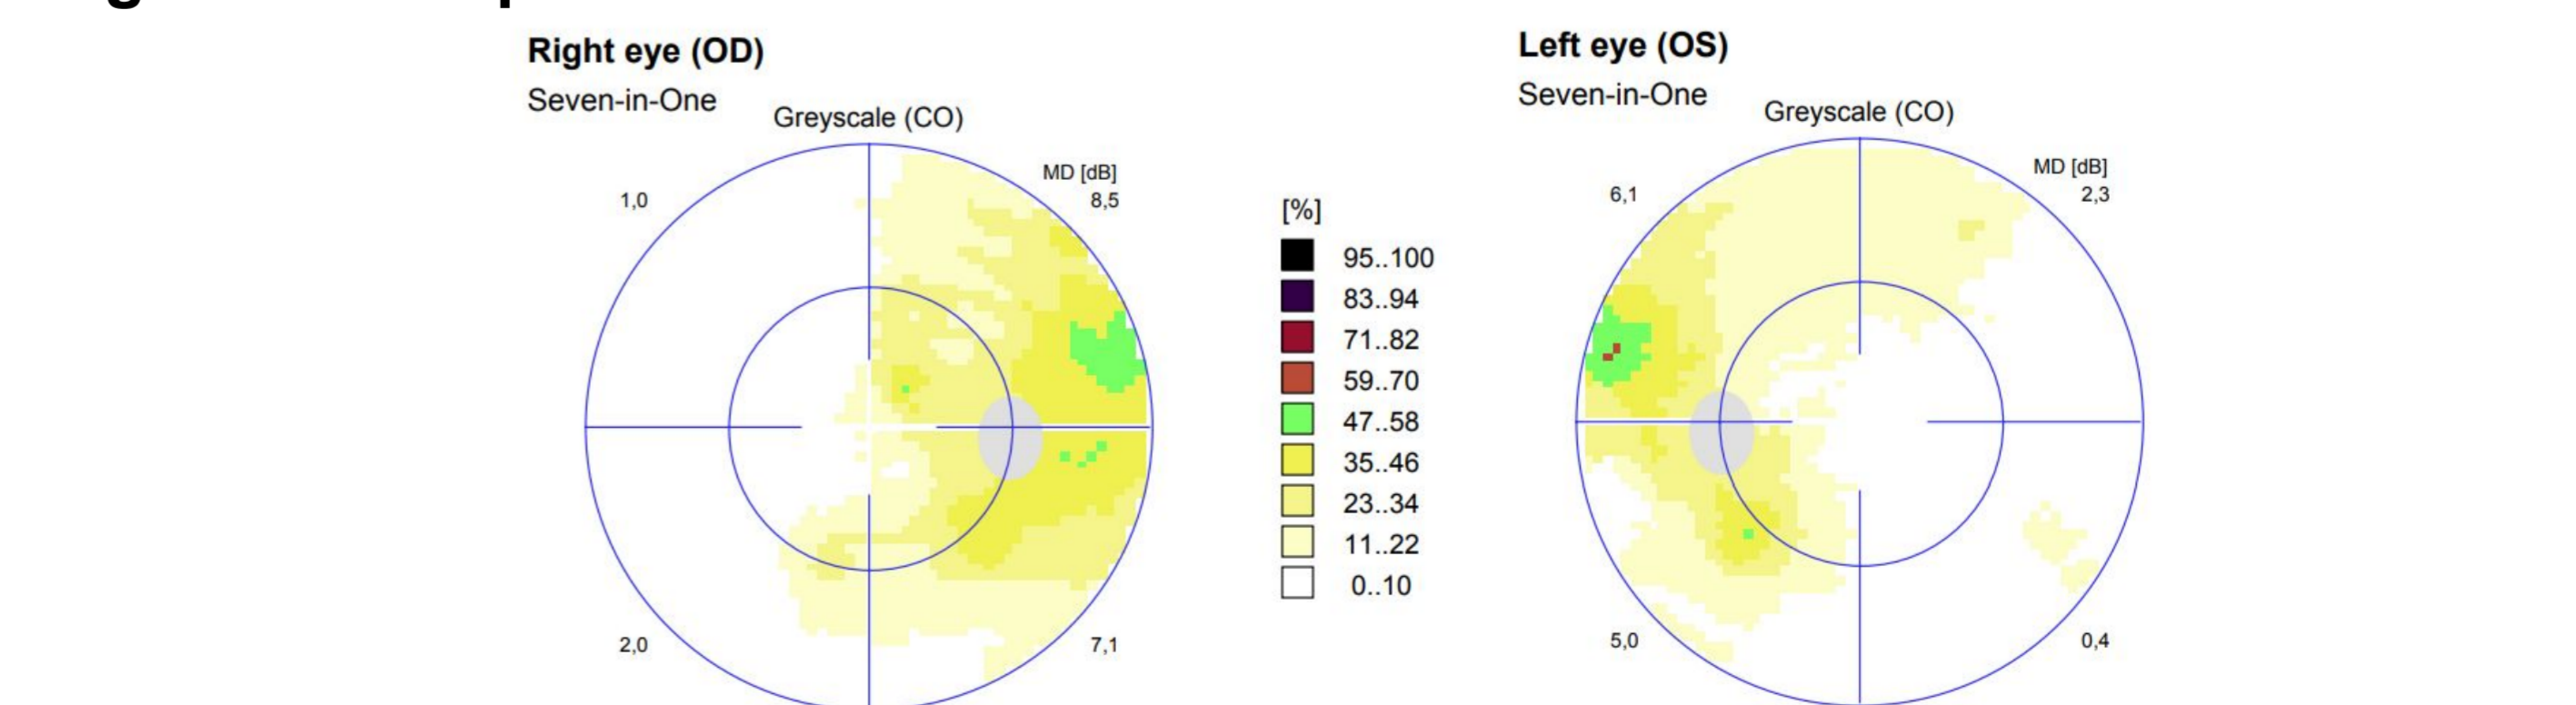 Right eye (OD)
Seven-in-One
Greyscale (CO)
MD [dB]
1,0
8,5
2,0
7,1
[%]
95..100
83..94
71..82
59..70
47..58
35..46
23..34
11..22
0..10
Left eye (OS)
Seven-in-One
Greyscale (CO)
MD [dB]
6,1
2,3
5,0
0,4